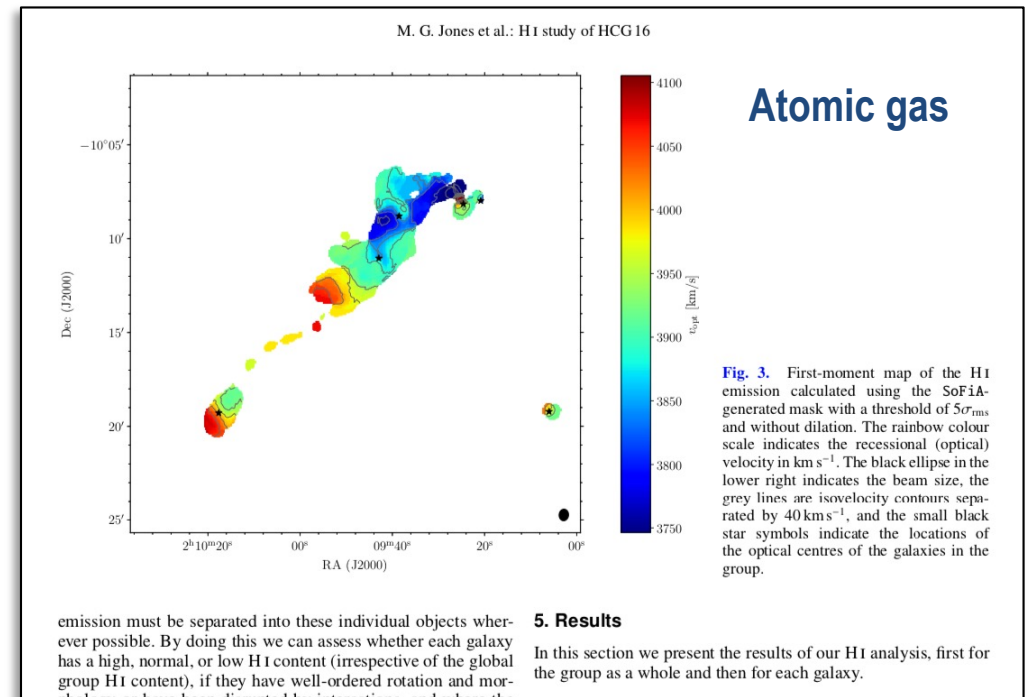 M. G. Jones et al.: H I study of HCG 16
Atomic gas
−10°05′
10′
15′
20′
25′
Dec (J2000)
2ʰ10ᵐ20ˢ
00ˢ
09ᵐ40ˢ
20ˢ
00ˢ
RA (J2000)
4100
4050
4000
3950
3900
3850
3800
3750
v_opt [km/s]
Fig. 3. First-moment map of the H I
emission calculated using the SoFiA-
generated mask with a threshold of 5σ_rms
and without dilation. The rainbow colour
scale indicates the recessional (optical)
velocity in km s⁻¹. The black ellipse in the
lower right indicates the beam size, the
grey lines are isovelocity contours sepa-
rated by 40 km s⁻¹, and the small black
star symbols indicate the locations of
the optical centres of the galaxies in the
group.
emission must be separated into these individual objects wher-
ever possible. By doing this we can assess whether each galaxy
has a high, normal, or low H I content (irrespective of the global
group H I content), if they have well-ordered rotation and mor-
5. Results
In this section we present the results of our H I analysis, first for
the group as a whole and then for each galaxy.